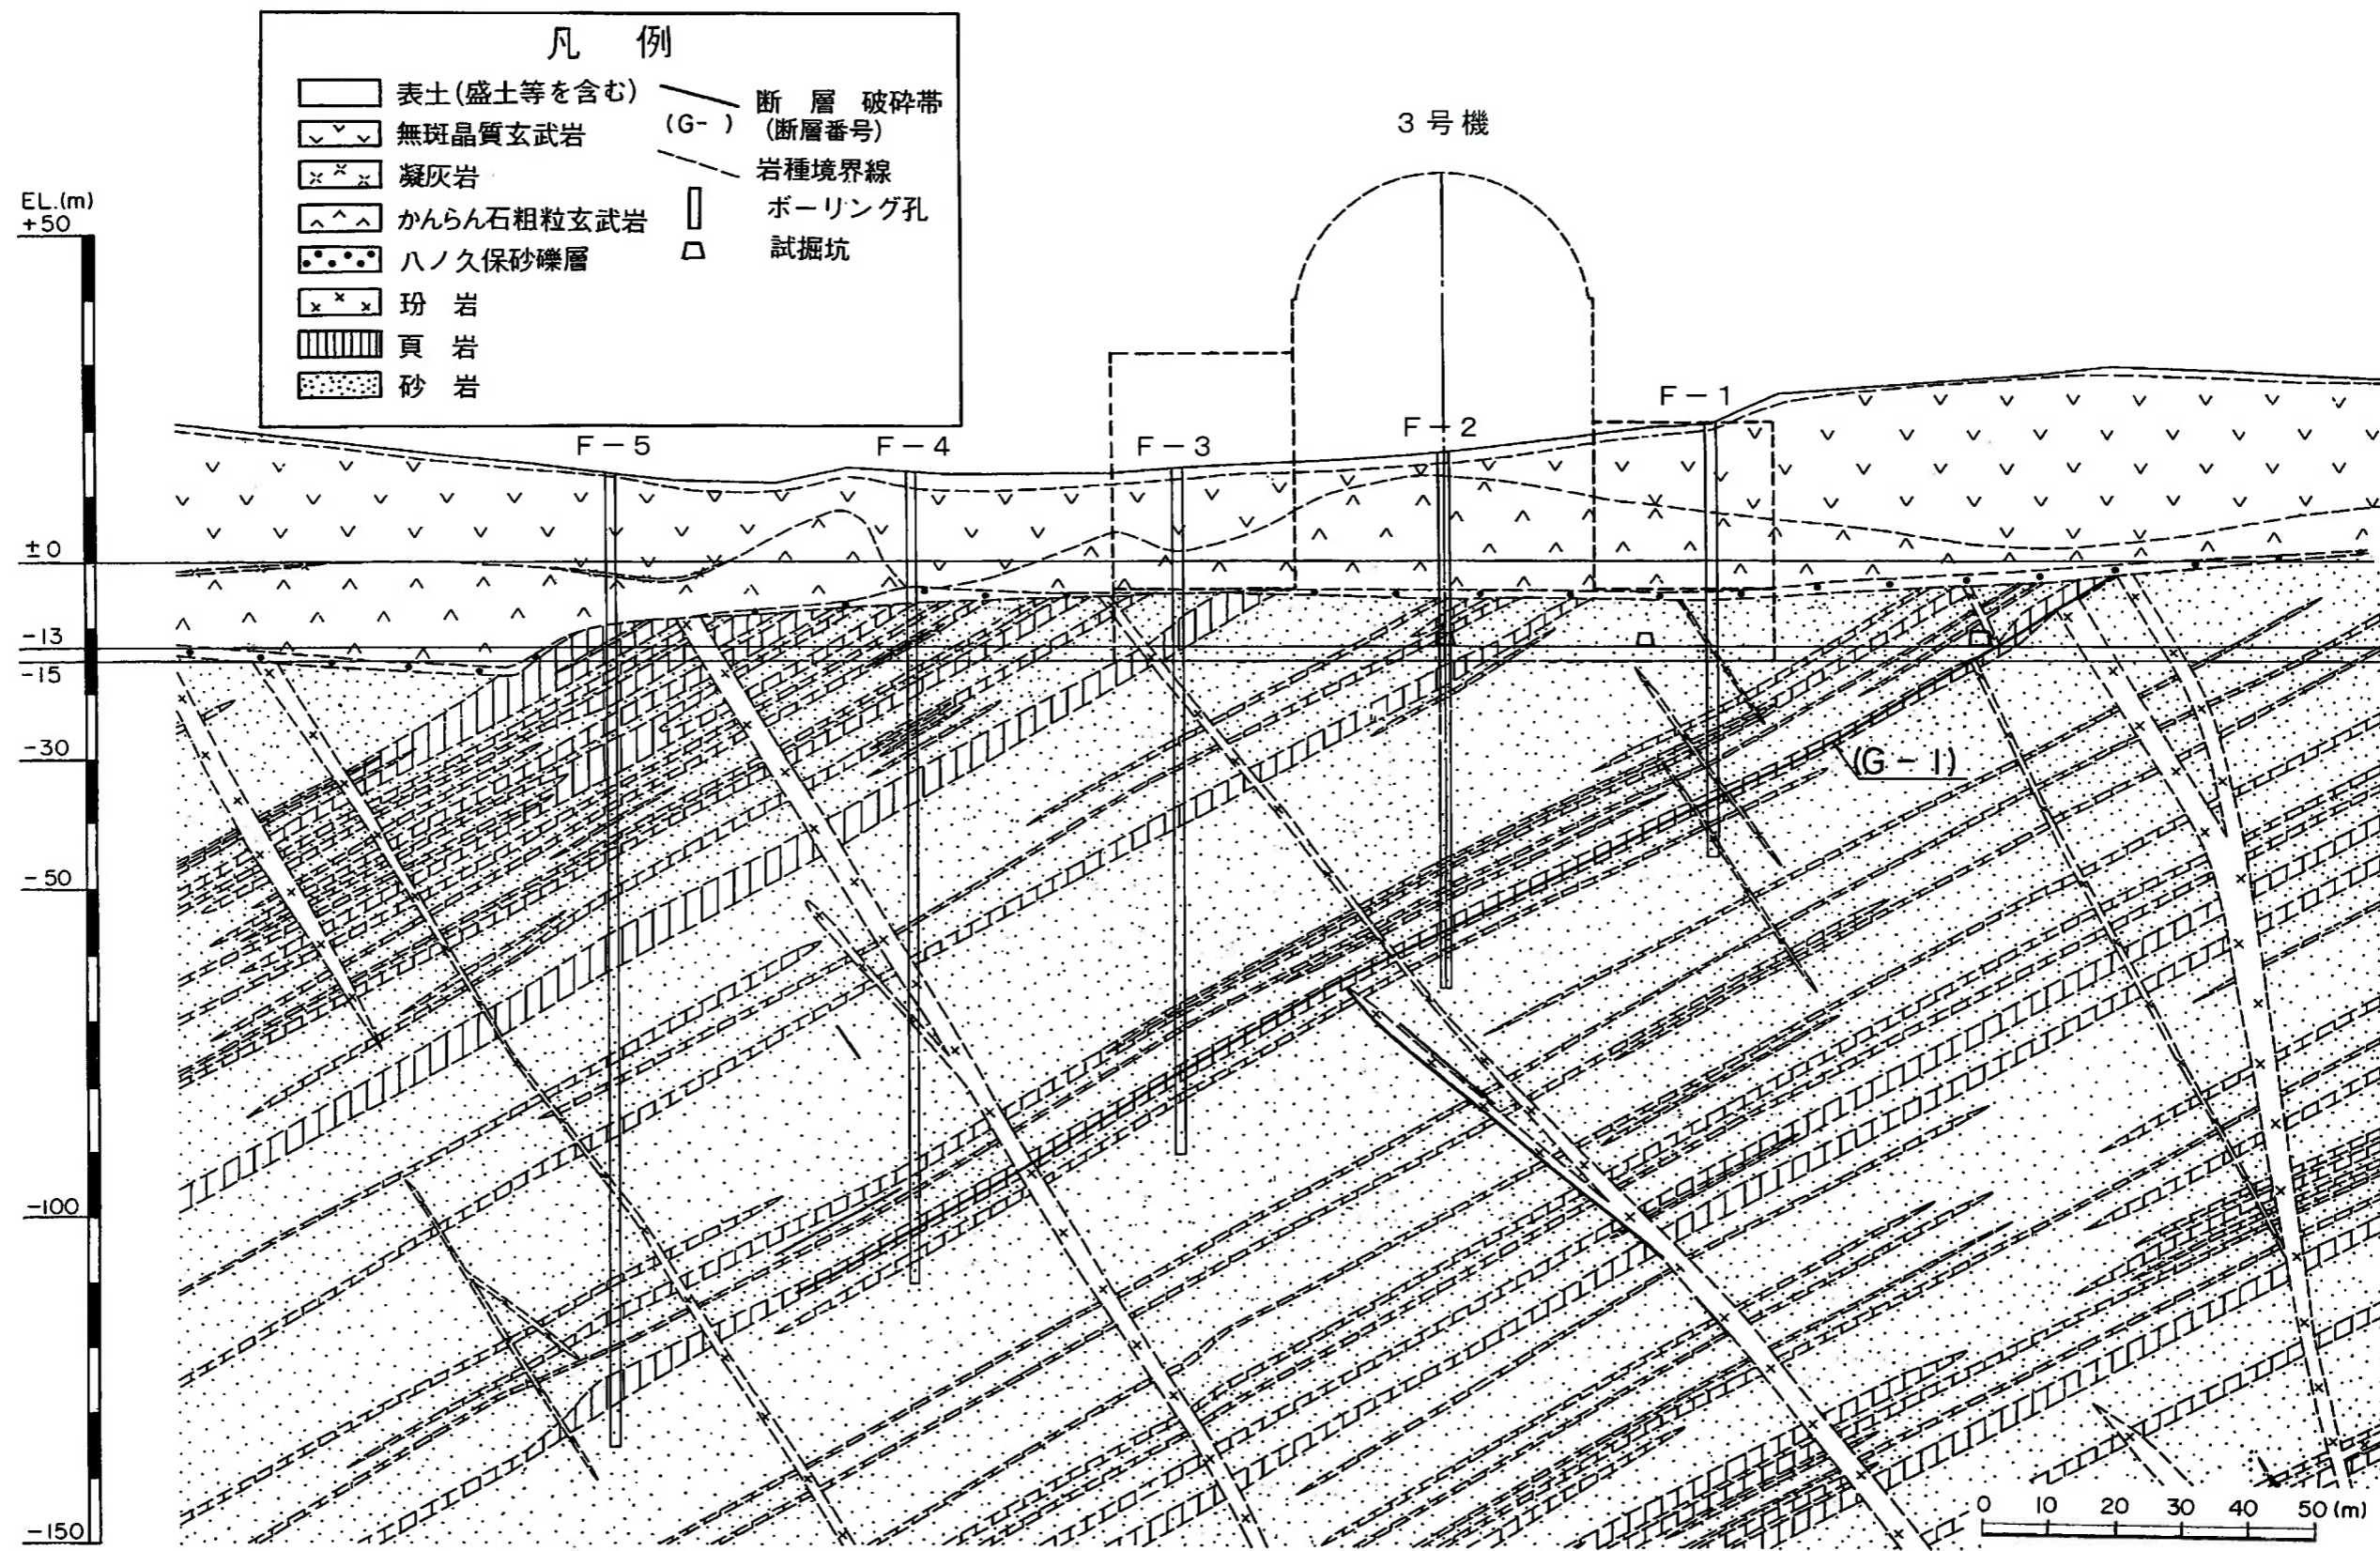 凡 例
表土(盛土等を含む)
無斑晶質玄武岩
凝灰岩
かんらん石粗粒玄武岩
八ノ久保砂礫層
玢 岩
頁 岩
砂 岩
断 層 破砕帯
(G- ) (断層番号)
岩種境界線
ボーリング孔
試掘坑
3号機
EL.(m)
+50
±0
-13
-15
-30
-50
-100
-150
F-5
F-4
F-3
F-2
F-1
(G-1)
0 10 20 30 40 50(m)